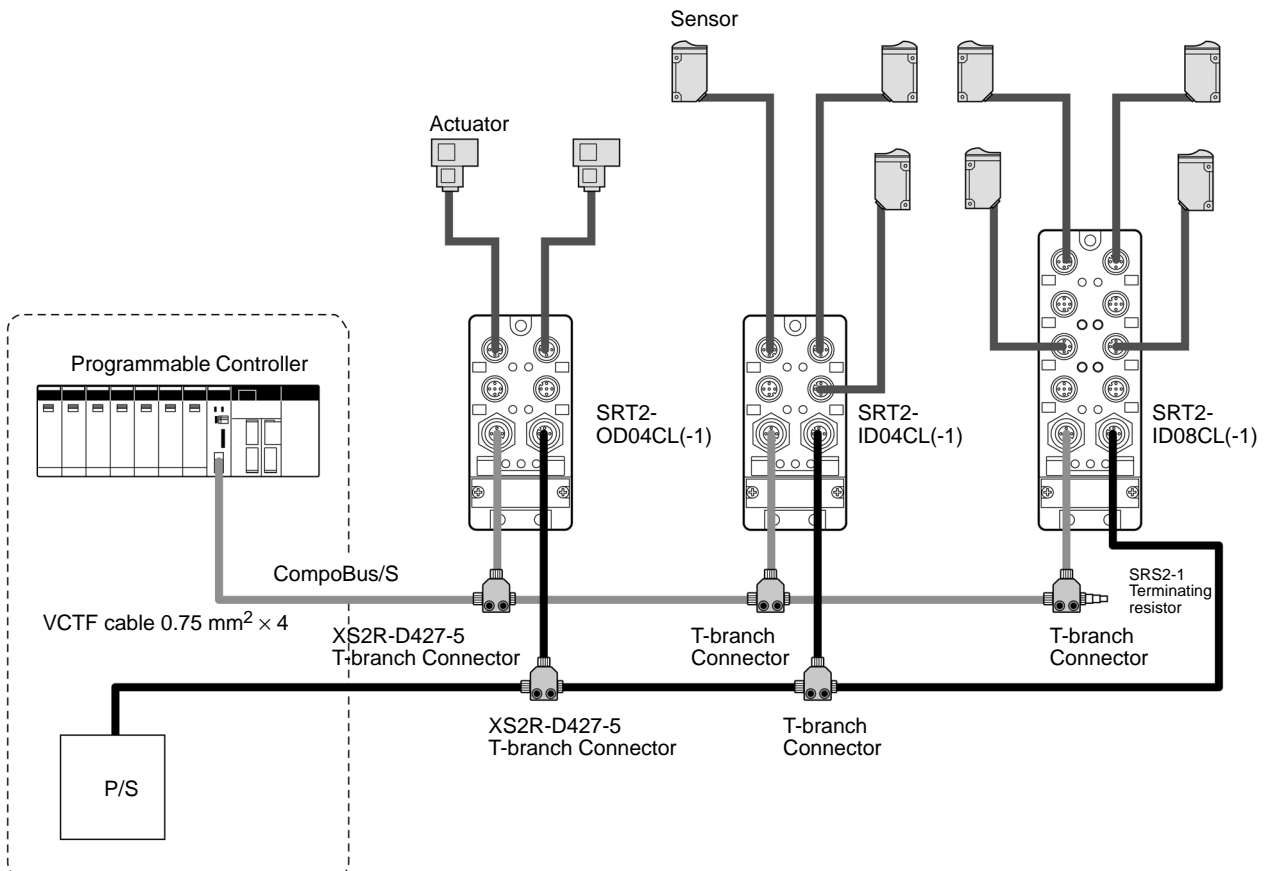 Sensor
Actuator
Programmable Controller
SRT2-
OD04CL(-1)
SRT2-
ID04CL(-1)
SRT2-
ID08CL(-1)
CompoBus/S
SRS2-1
Terminating
resistor
VCTF cable 0.75 mm² × 4
XS2R-D427-5
T-branch Connector
T-branch
Connector
T-branch
Connector
XS2R-D427-5
T-branch Connector
T-branch
Connector
P/S